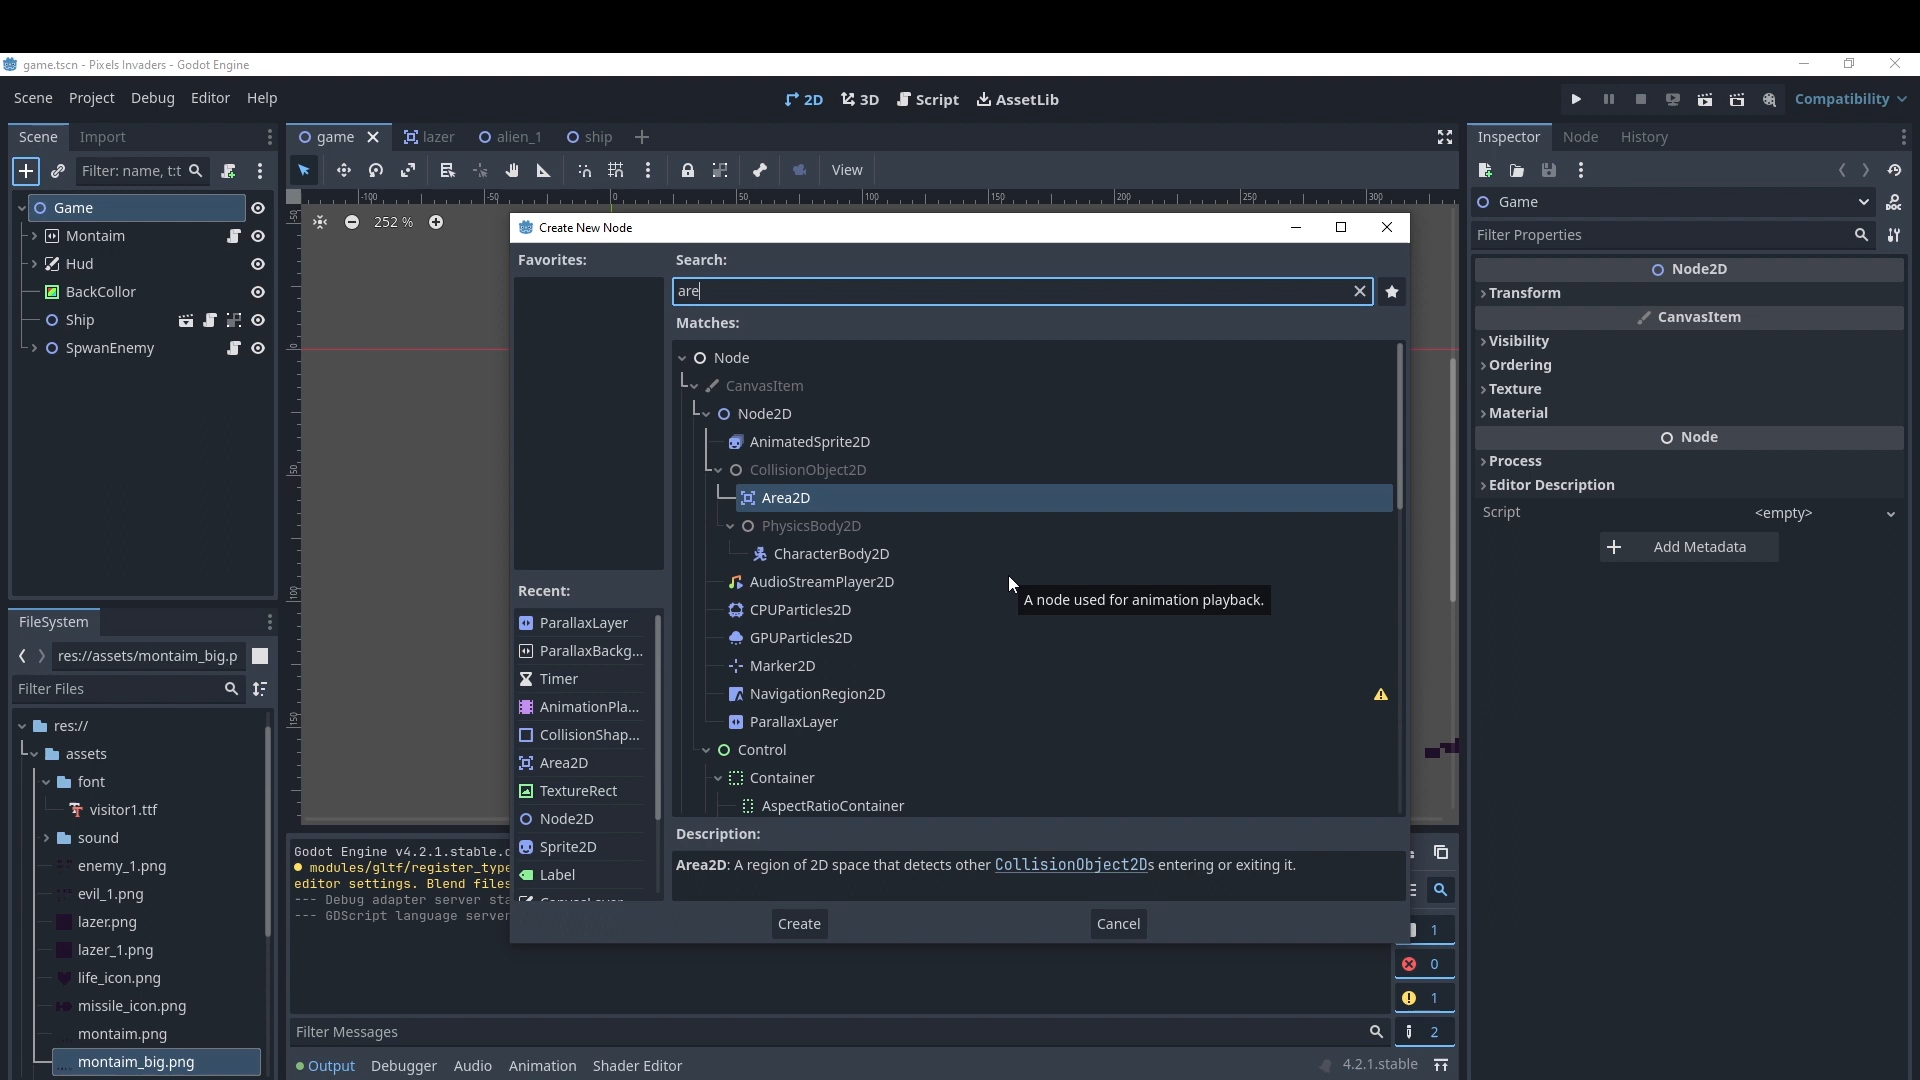 game.tscn - Pixels Invaders - Godot Engine
Scene Project Debug Editor Help
2D 3D Script AssetLib
Compatibility
Scene Import
game lazer alien_1 ship
Inspector Node History
Filter: name, t:t
View
Game
Montaim
Hud
BackCollor
Ship
SpwanEnemy
-100 -50 0 50 100 150 200 250 300
252 %
Create New Node
Favorites:
Search:
are
Matches:
Node
CanvasItem
Node2D
AnimatedSprite2D
CollisionObject2D
Area2D
PhysicsBody2D
CharacterBody2D
AudioStreamPlayer2D
A node used for animation playback.
CPUParticles2D
GPUParticles2D
Marker2D
NavigationRegion2D
ParallaxLayer
Control
Container
AspectRatioContainer
Recent:
ParallaxLayer
ParallaxBackg...
Timer
AnimationPla...
CollisionShap...
Area2D
TextureRect
Node2D
Sprite2D
Label
Description:
Area2D: A region of 2D space that detects other CollisionObject2Ds entering or exiting it.
Create Cancel
Game
Filter Properties
Node2D
Transform
CanvasItem
Visibility
Ordering
Texture
Material
Node
Process
Editor Description
Script <empty>
Add Metadata
FileSystem
res://assets/montaim_big.p
Filter Files
res://
assets
font
visitor1.ttf
sound
enemy_1.png
evil_1.png
lazer.png
lazer_1.png
life_icon.png
missile_icon.png
montaim.png
montaim_big.png
Godot Engine v4.2.1.stable.
modules/gltf/register_type
editor settings. Blend files
--- Debug adapter server sta
--- GDScript language server
1
0
1
2
Filter Messages
Output Debugger Audio Animation Shader Editor
4.2.1.stable